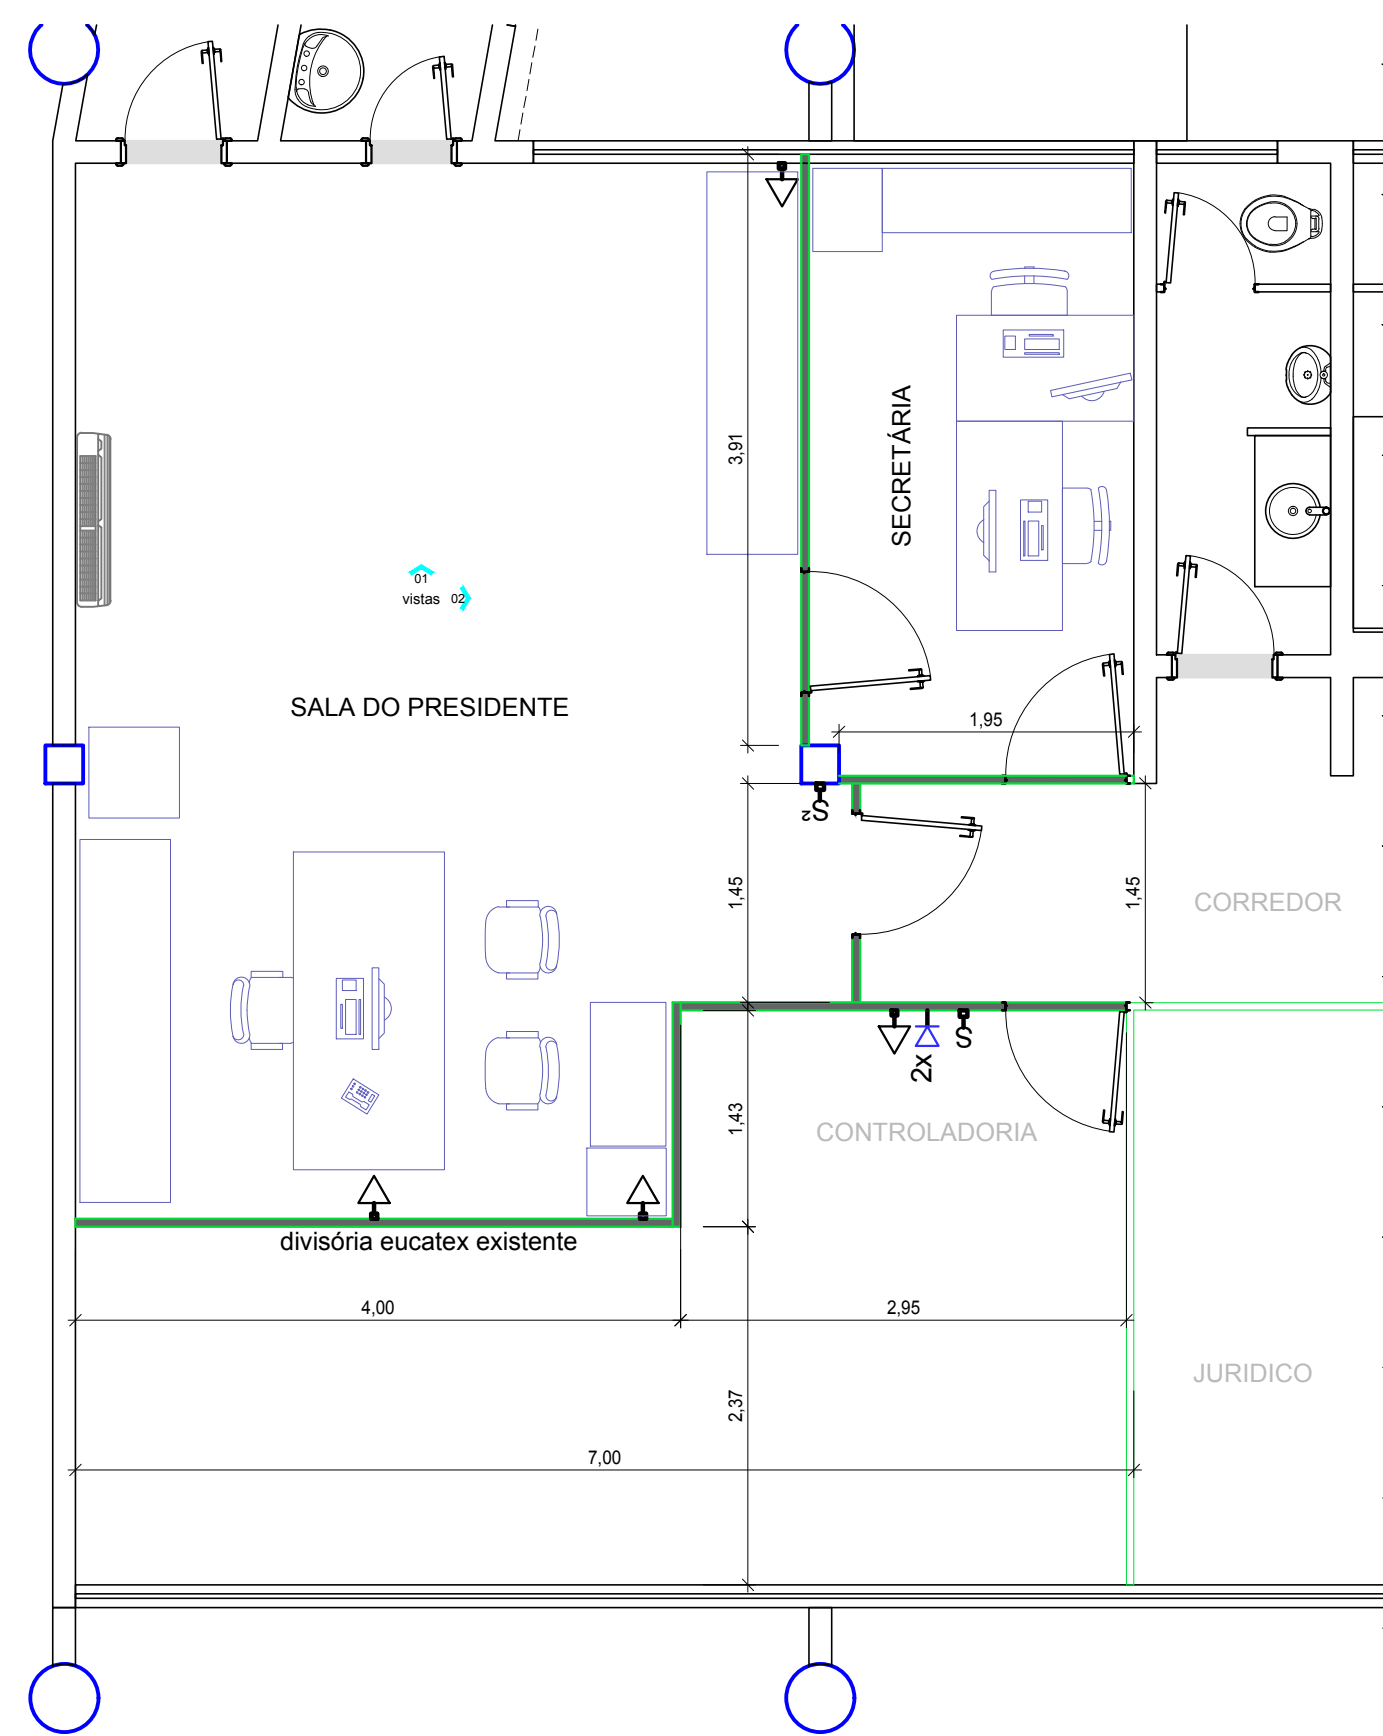 3,91
SECRETÁRIA
01
vistas 02
SALA DO PRESIDENTE
1,95
S2
1,45
1,45
CORREDOR
2x
S
1,43
CONTROLADORIA
divisória eucatex existente
4,00
2,95
JURIDICO
2,37
7,00